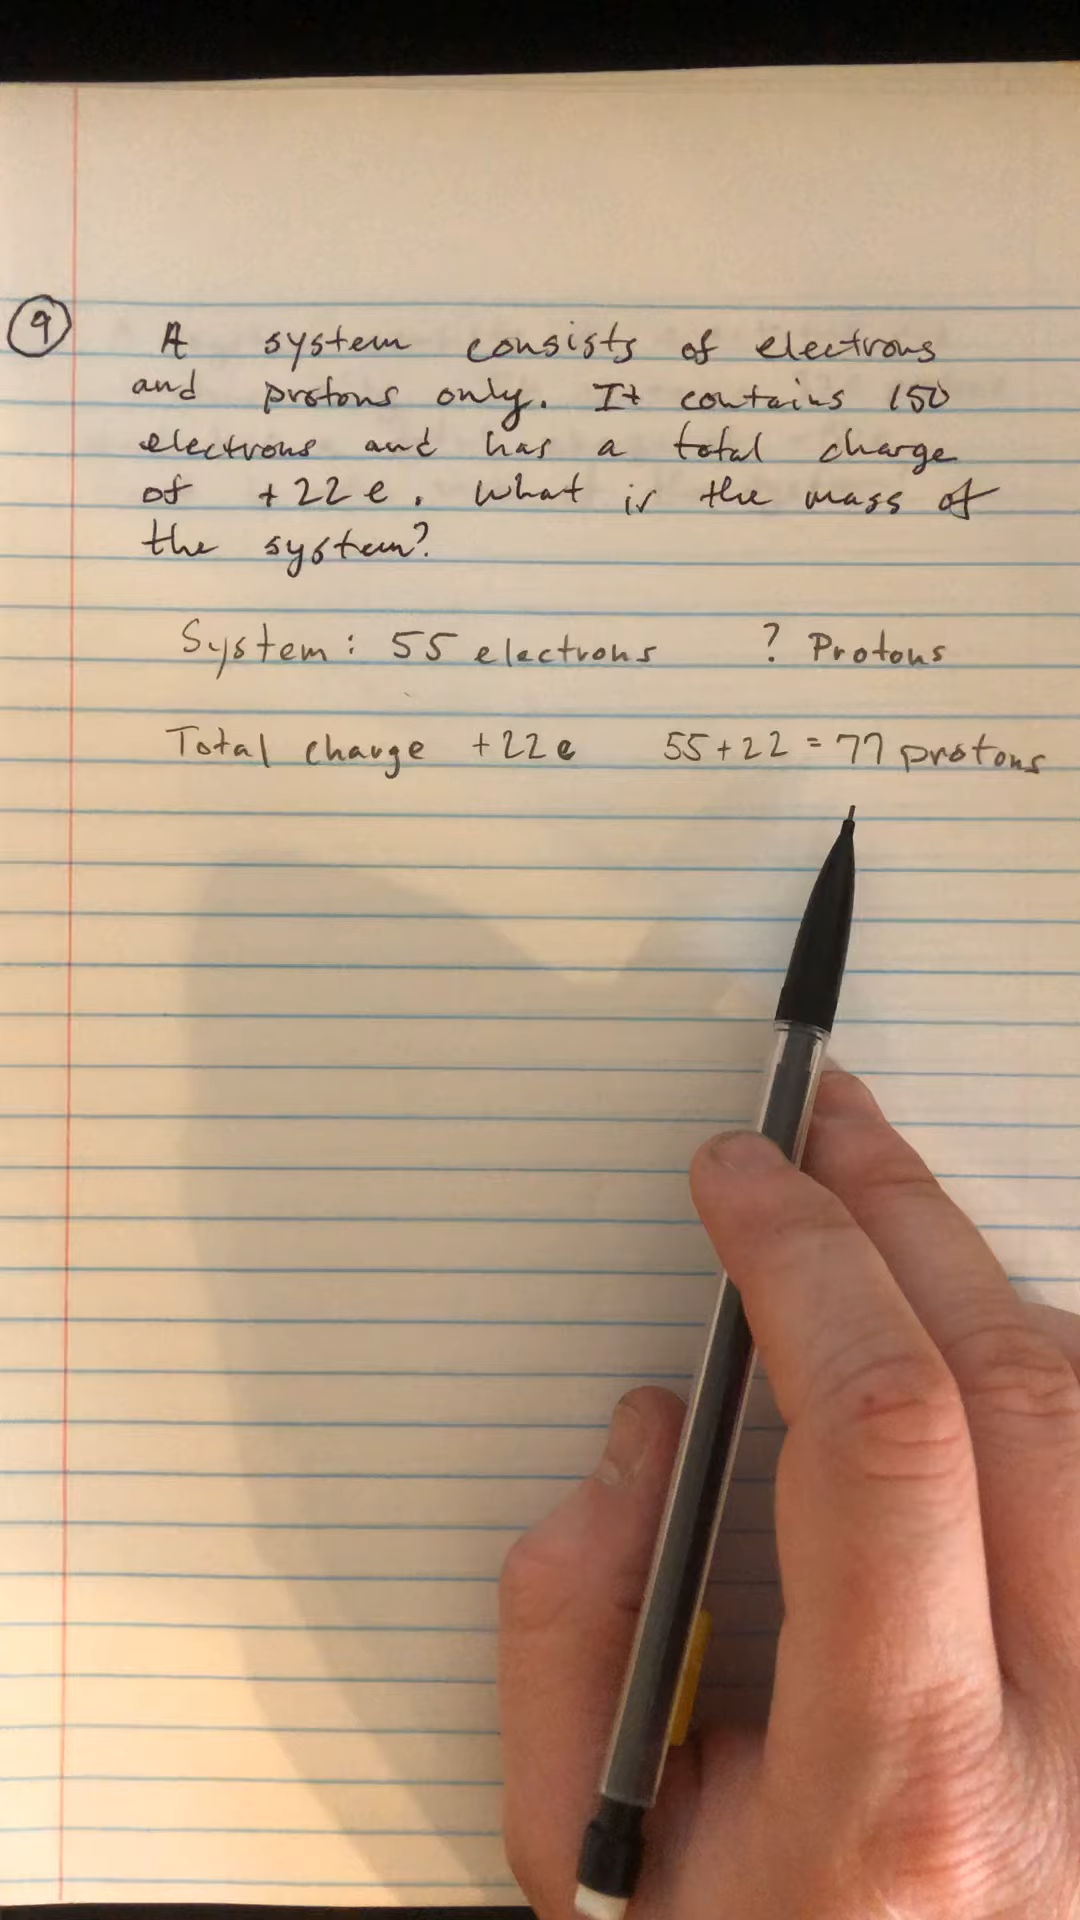 9
A system consists of electrons
and protons only. It contains 150
electrons and has a total charge
of +22e. What is the mass of
the system?
System: 55 electrons ? Protons
Total charge +22e 55+22=77 protons